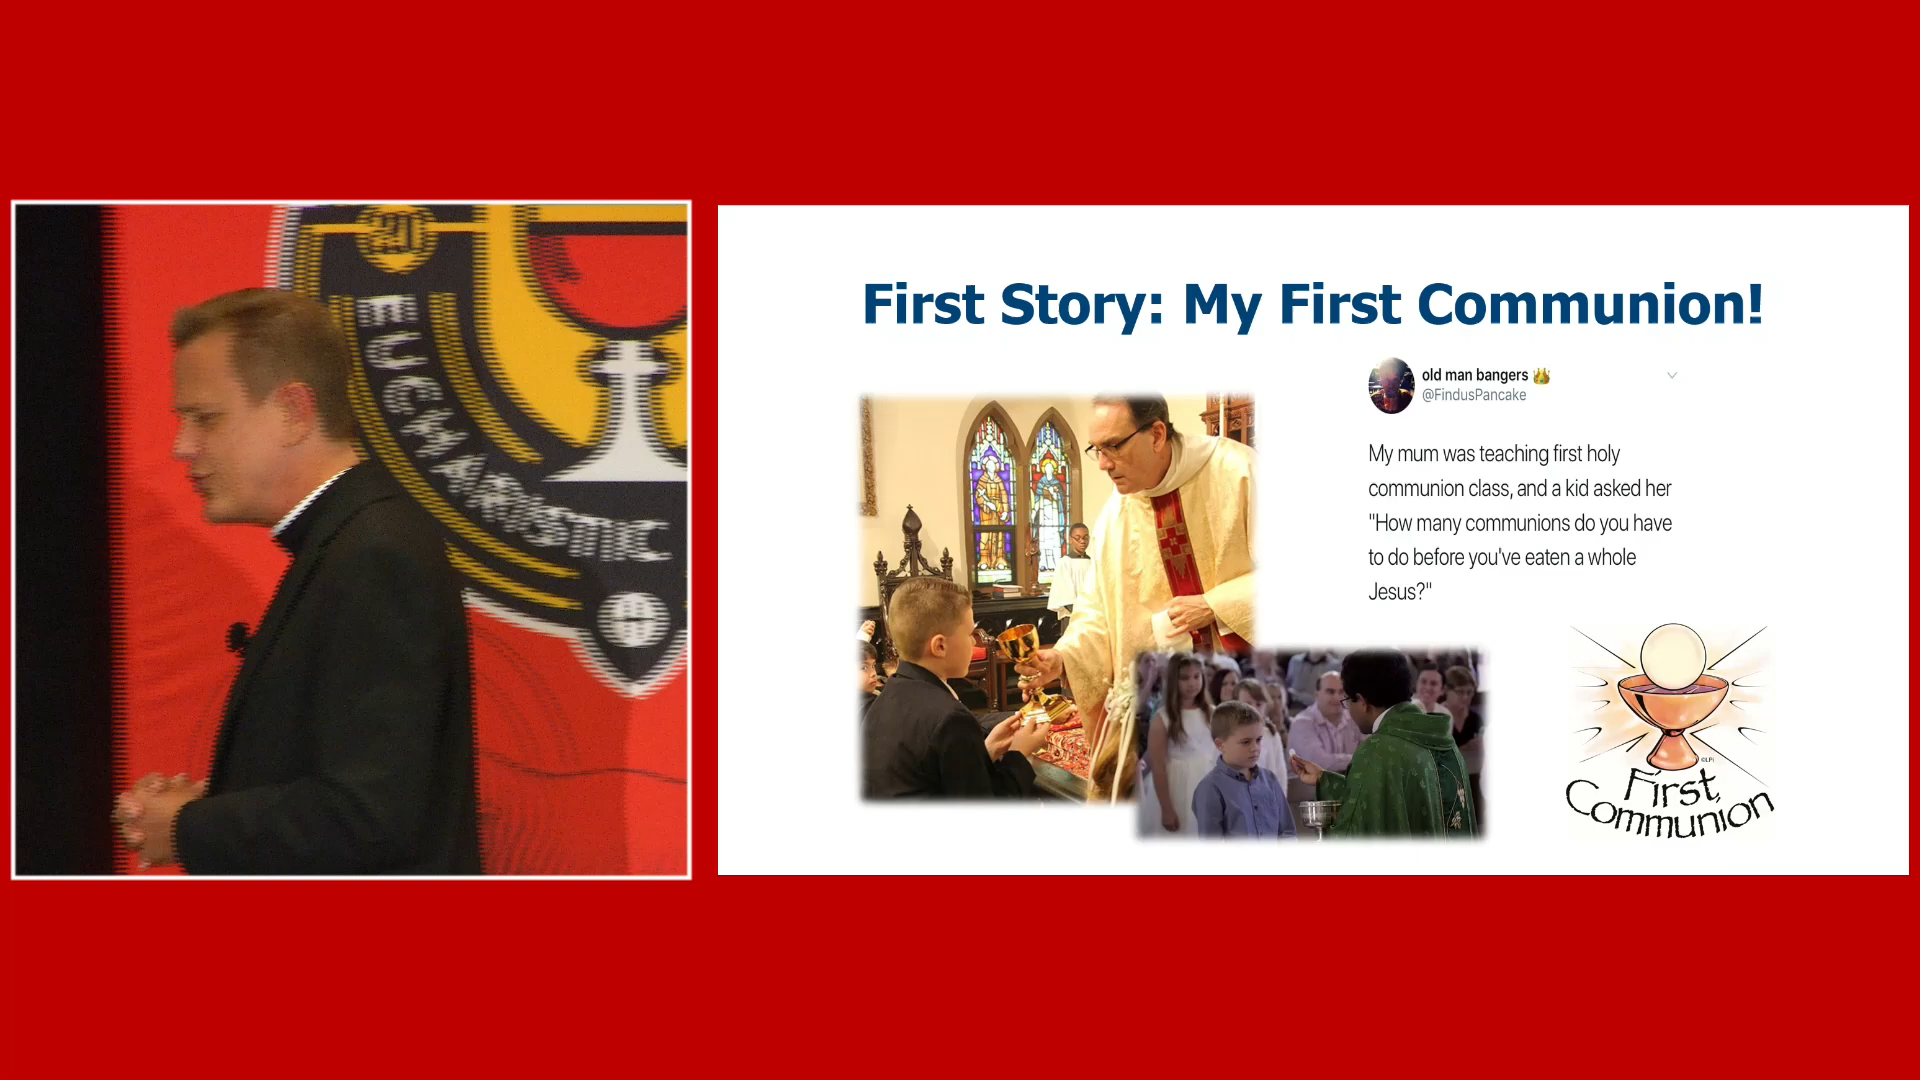 EUCHARISTIC
First Story: My First Communion!
old man bangers
@FindusPancake
My mum was teaching first holy
communion class, and a kid asked her
"How many communions do you have
to do before you've eaten a whole
Jesus?"
©LPi
First
Communion